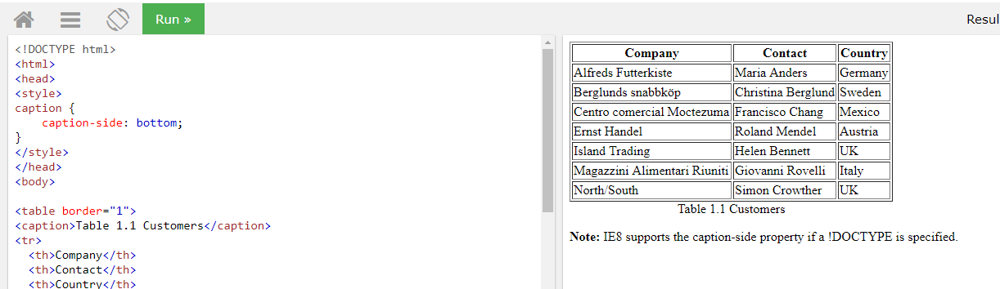 Run »
Resul
<!DOCTYPE html>
<html>
<head>
<style>
caption {
    caption-side: bottom;
}
</style>
</head>
<body>
<table border="1">
<caption>Table 1.1 Customers</caption>
<tr>
  <th>Company</th>
  <th>Contact</th>
  <th>Country</th>
Company Contact Country
Alfreds Futterkiste Maria Anders Germany
Berglunds snabbköp Christina Berglund Sweden
Centro comercial Moctezuma Francisco Chang Mexico
Ernst Handel Roland Mendel Austria
Island Trading Helen Bennett UK
Magazzini Alimentari Riuniti Giovanni Rovelli Italy
North/South Simon Crowther UK
Table 1.1 Customers
Note: IE8 supports the caption-side property if a !DOCTYPE is specified.